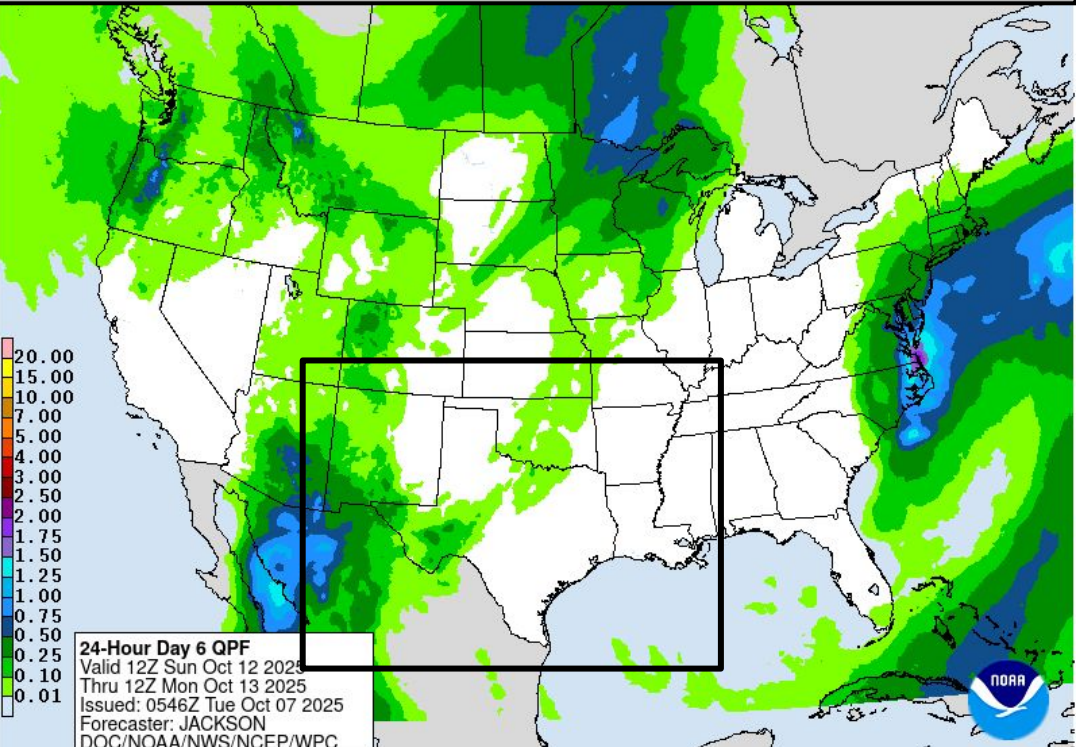 20.00
15.00
10.00
7.00
5.00
4.00
3.00
2.50
2.00
1.75
1.50
1.25
1.00
0.75
0.50
0.25
0.10
0.01
24-Hour Day 6 QPF
Valid 12Z Sun Oct 12 2025
Thru 12Z Mon Oct 13 2025
Issued: 0546Z Tue Oct 07 2025
Forecaster: JACKSON
DOC/NOAA/NWS/NCEP/WPC
NOAA